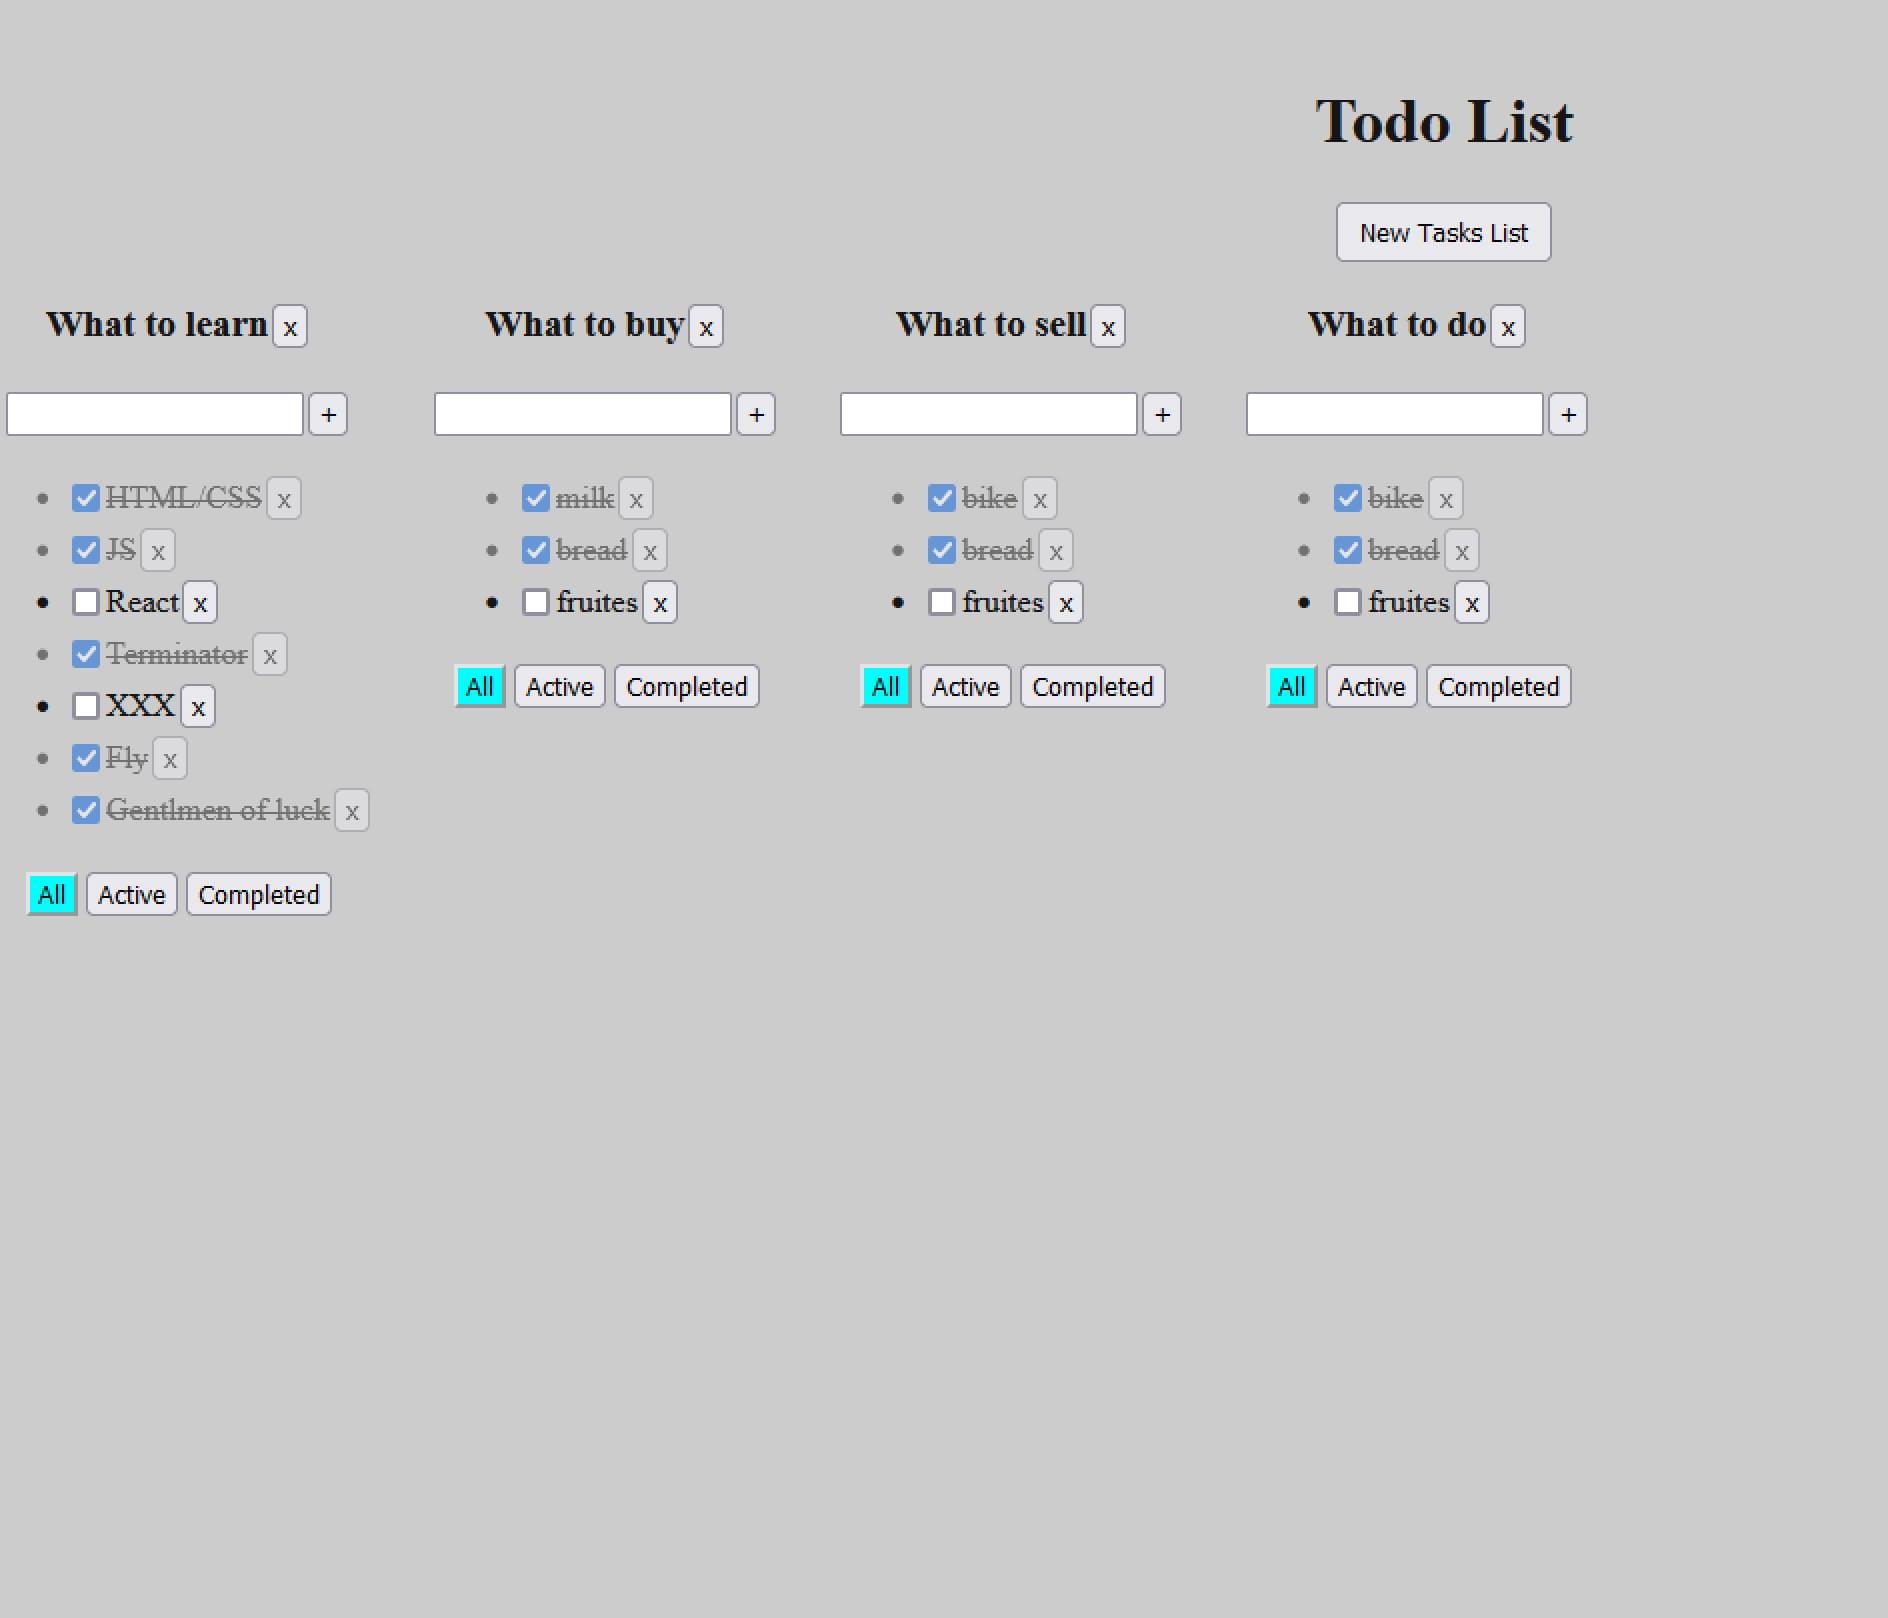 Todo List
New Tasks List
What to learn x
+
HTML/CSS x
JS x
React x
Terminator x
XXX x
Fly x
Gentlmen of luck x
All Active Completed
What to buy x
+
milk x
bread x
fruites x
All Active Completed
What to sell x
+
bike x
bread x
fruites x
All Active Completed
What to do x
+
bike x
bread x
fruites x
All Active Completed